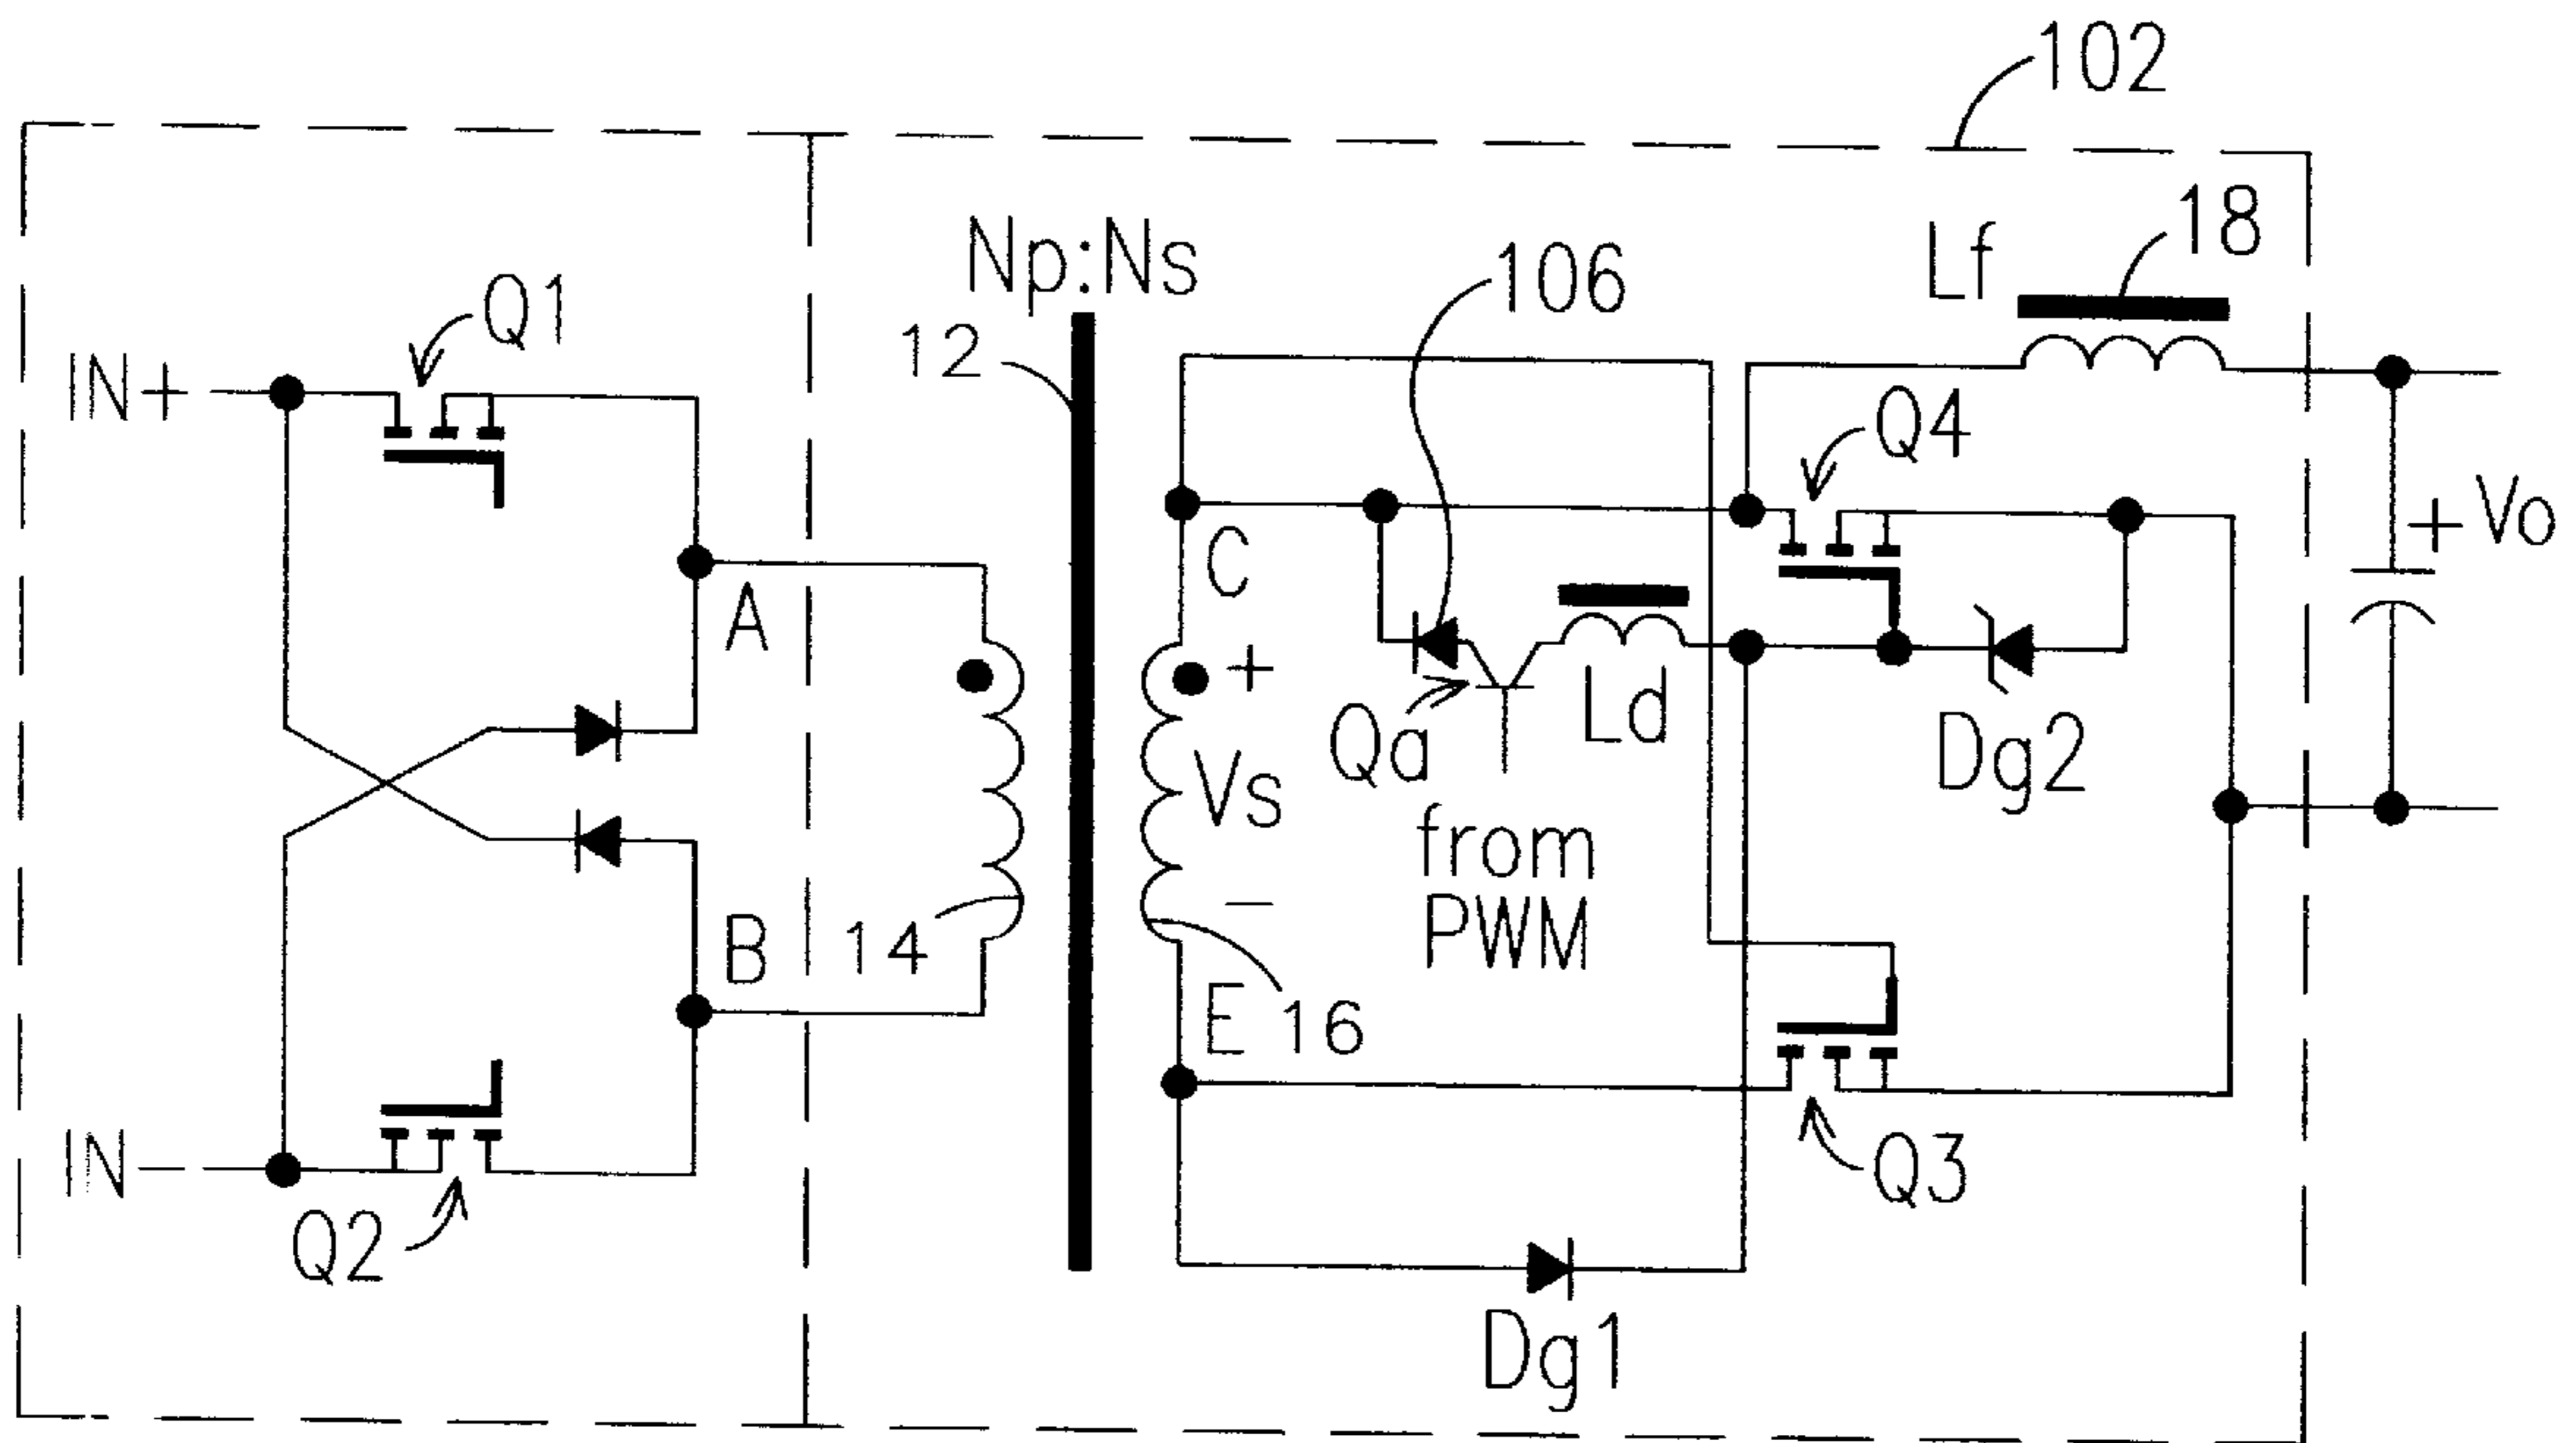 102
18
Np:Ns
Lf
106
Q1
12
IN+
Q4
C
+ Vo
A
+
Ld
Qa
Dg2
Vs
from
PWM
B
14
−
E
16
IN−
Q3
Q2
Dg1